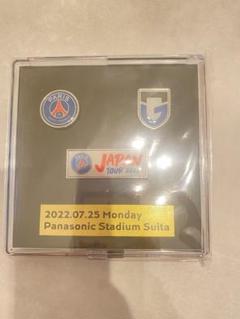 PARIS
JAPAN
TOUR 2022
2022.07.25 Monday
Panasonic Stadium Suita